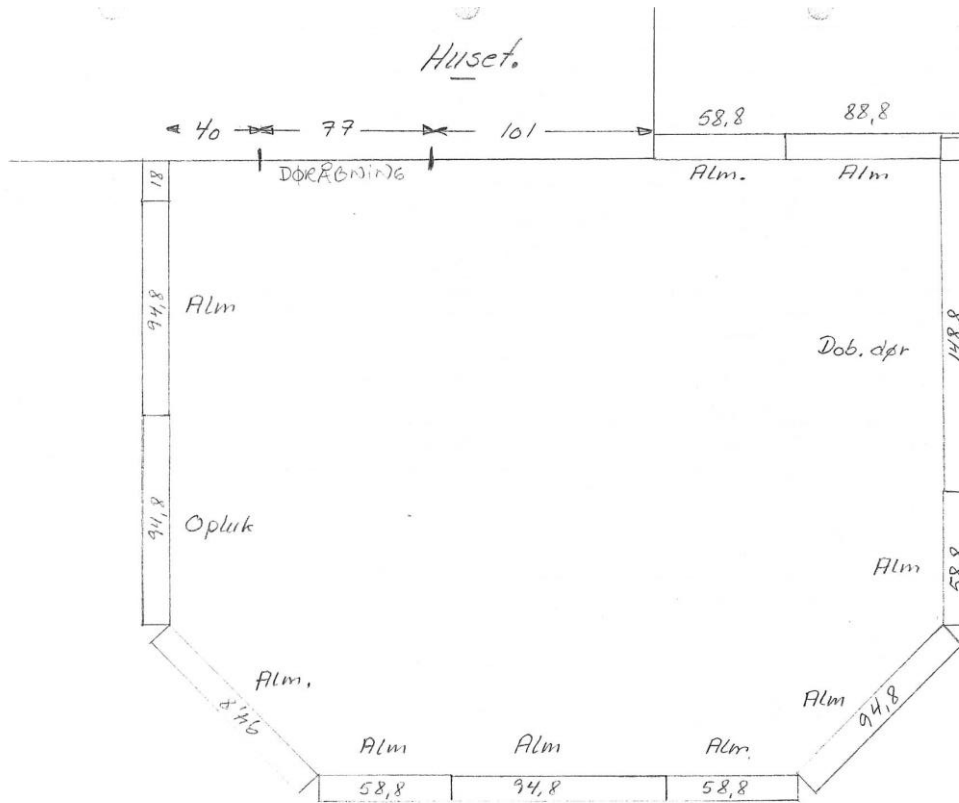 Huset.
40 77 101 58,8 88,8
DØRÅBNING Alm. Alm
18
94,8 Alm
Dob. dør 148,8
94,8 Opluk
Alm 58,8
Alm. Alm
94,8 94,8
Alm Alm Alm.
58,8 94,8 58,8